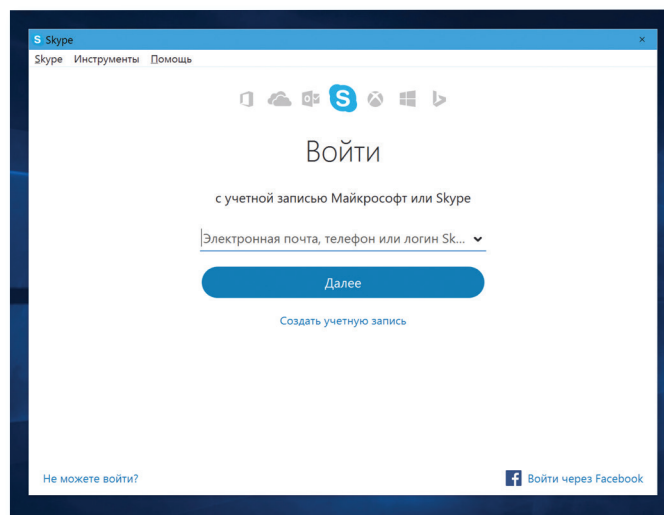 Skype
Skype Инструменты Помощь
Войти
с учетной записью Майкрософт или Skype
Электронная почта, телефон или логин Sk...
Далее
Создать учетную запись
Не можете войти?
Войти через Facebook